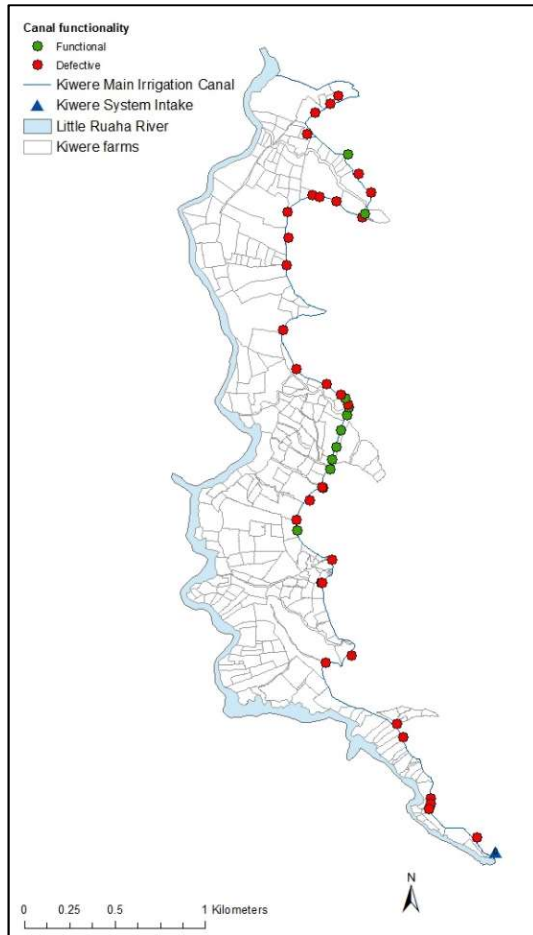 Canal functionality
Functional
Defective
Kiwere Main Irrigation Canal
Kiwere System Intake
Little Ruaha River
Kiwere farms
N
0 0.25 0.5 1 Kilometers